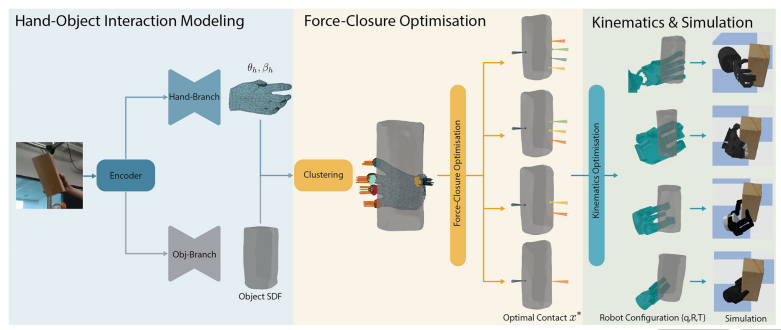 Hand-Object Interaction Modeling
Force-Closure Optimisation
Kinematics & Simulation
θₕ, βₕ
Hand-Branch
Encoder
Clustering
Force-Closure Optimisation
Kinematics Optimisation
Obj-Branch
Object SDF
Optimal Contact x*
Robot Configuration (q,R,T)
Simulation